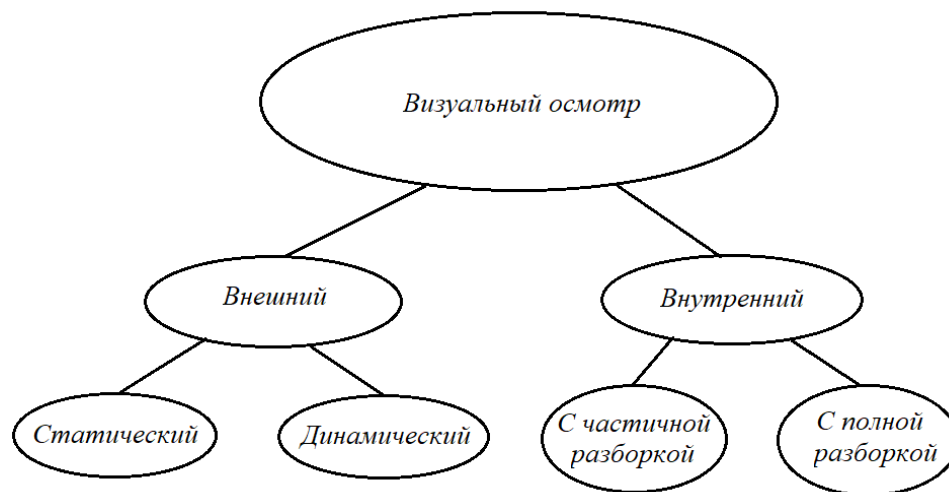 Визуальный осмотр
Внешний
Внутренний
Статический
Динамический
С частичной
разборкой
С полной
разборкой